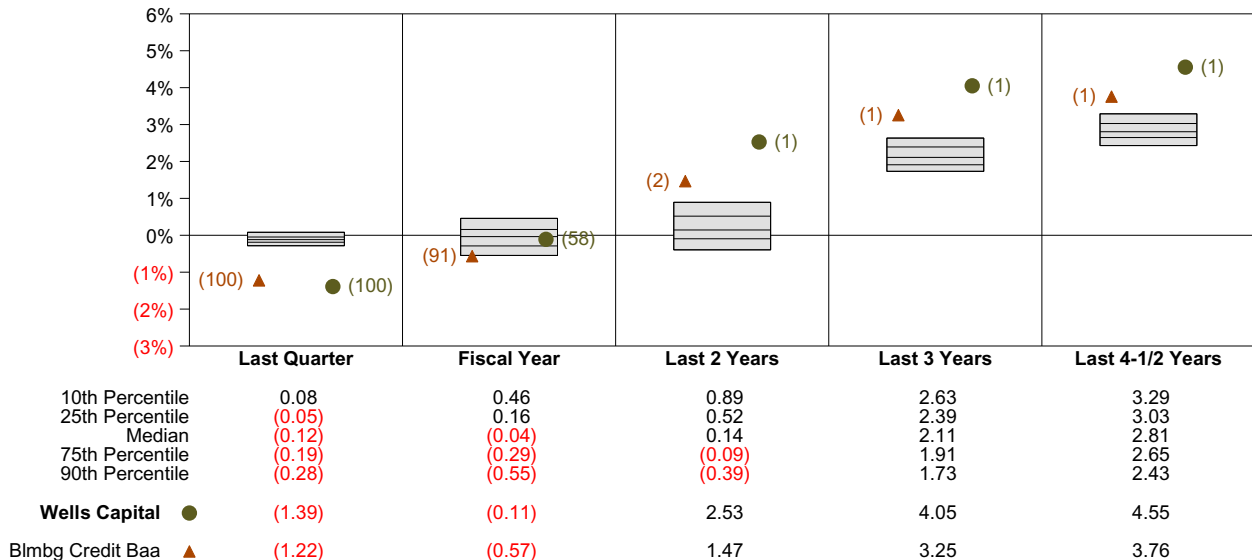 6%
5%
4%
3%
2%
1%
0%
(1%)
(2%)
(3%)
(100) (100)
(91) (58)
(2) (1)
(1) (1)
(1) (1)
Last Quarter Fiscal Year Last 2 Years Last 3 Years Last 4-1/2 Years
10th Percentile 0.08 0.46 0.89 2.63 3.29
25th Percentile (0.05) 0.16 0.52 2.39 3.03
Median (0.12) (0.04) 0.14 2.11 2.81
75th Percentile (0.19) (0.29) (0.09) 1.91 2.65
90th Percentile (0.28) (0.55) (0.39) 1.73 2.43
Wells Capital (1.39) (0.11) 2.53 4.05 4.55
Blmbg Credit Baa (1.22) (0.57) 1.47 3.25 3.76